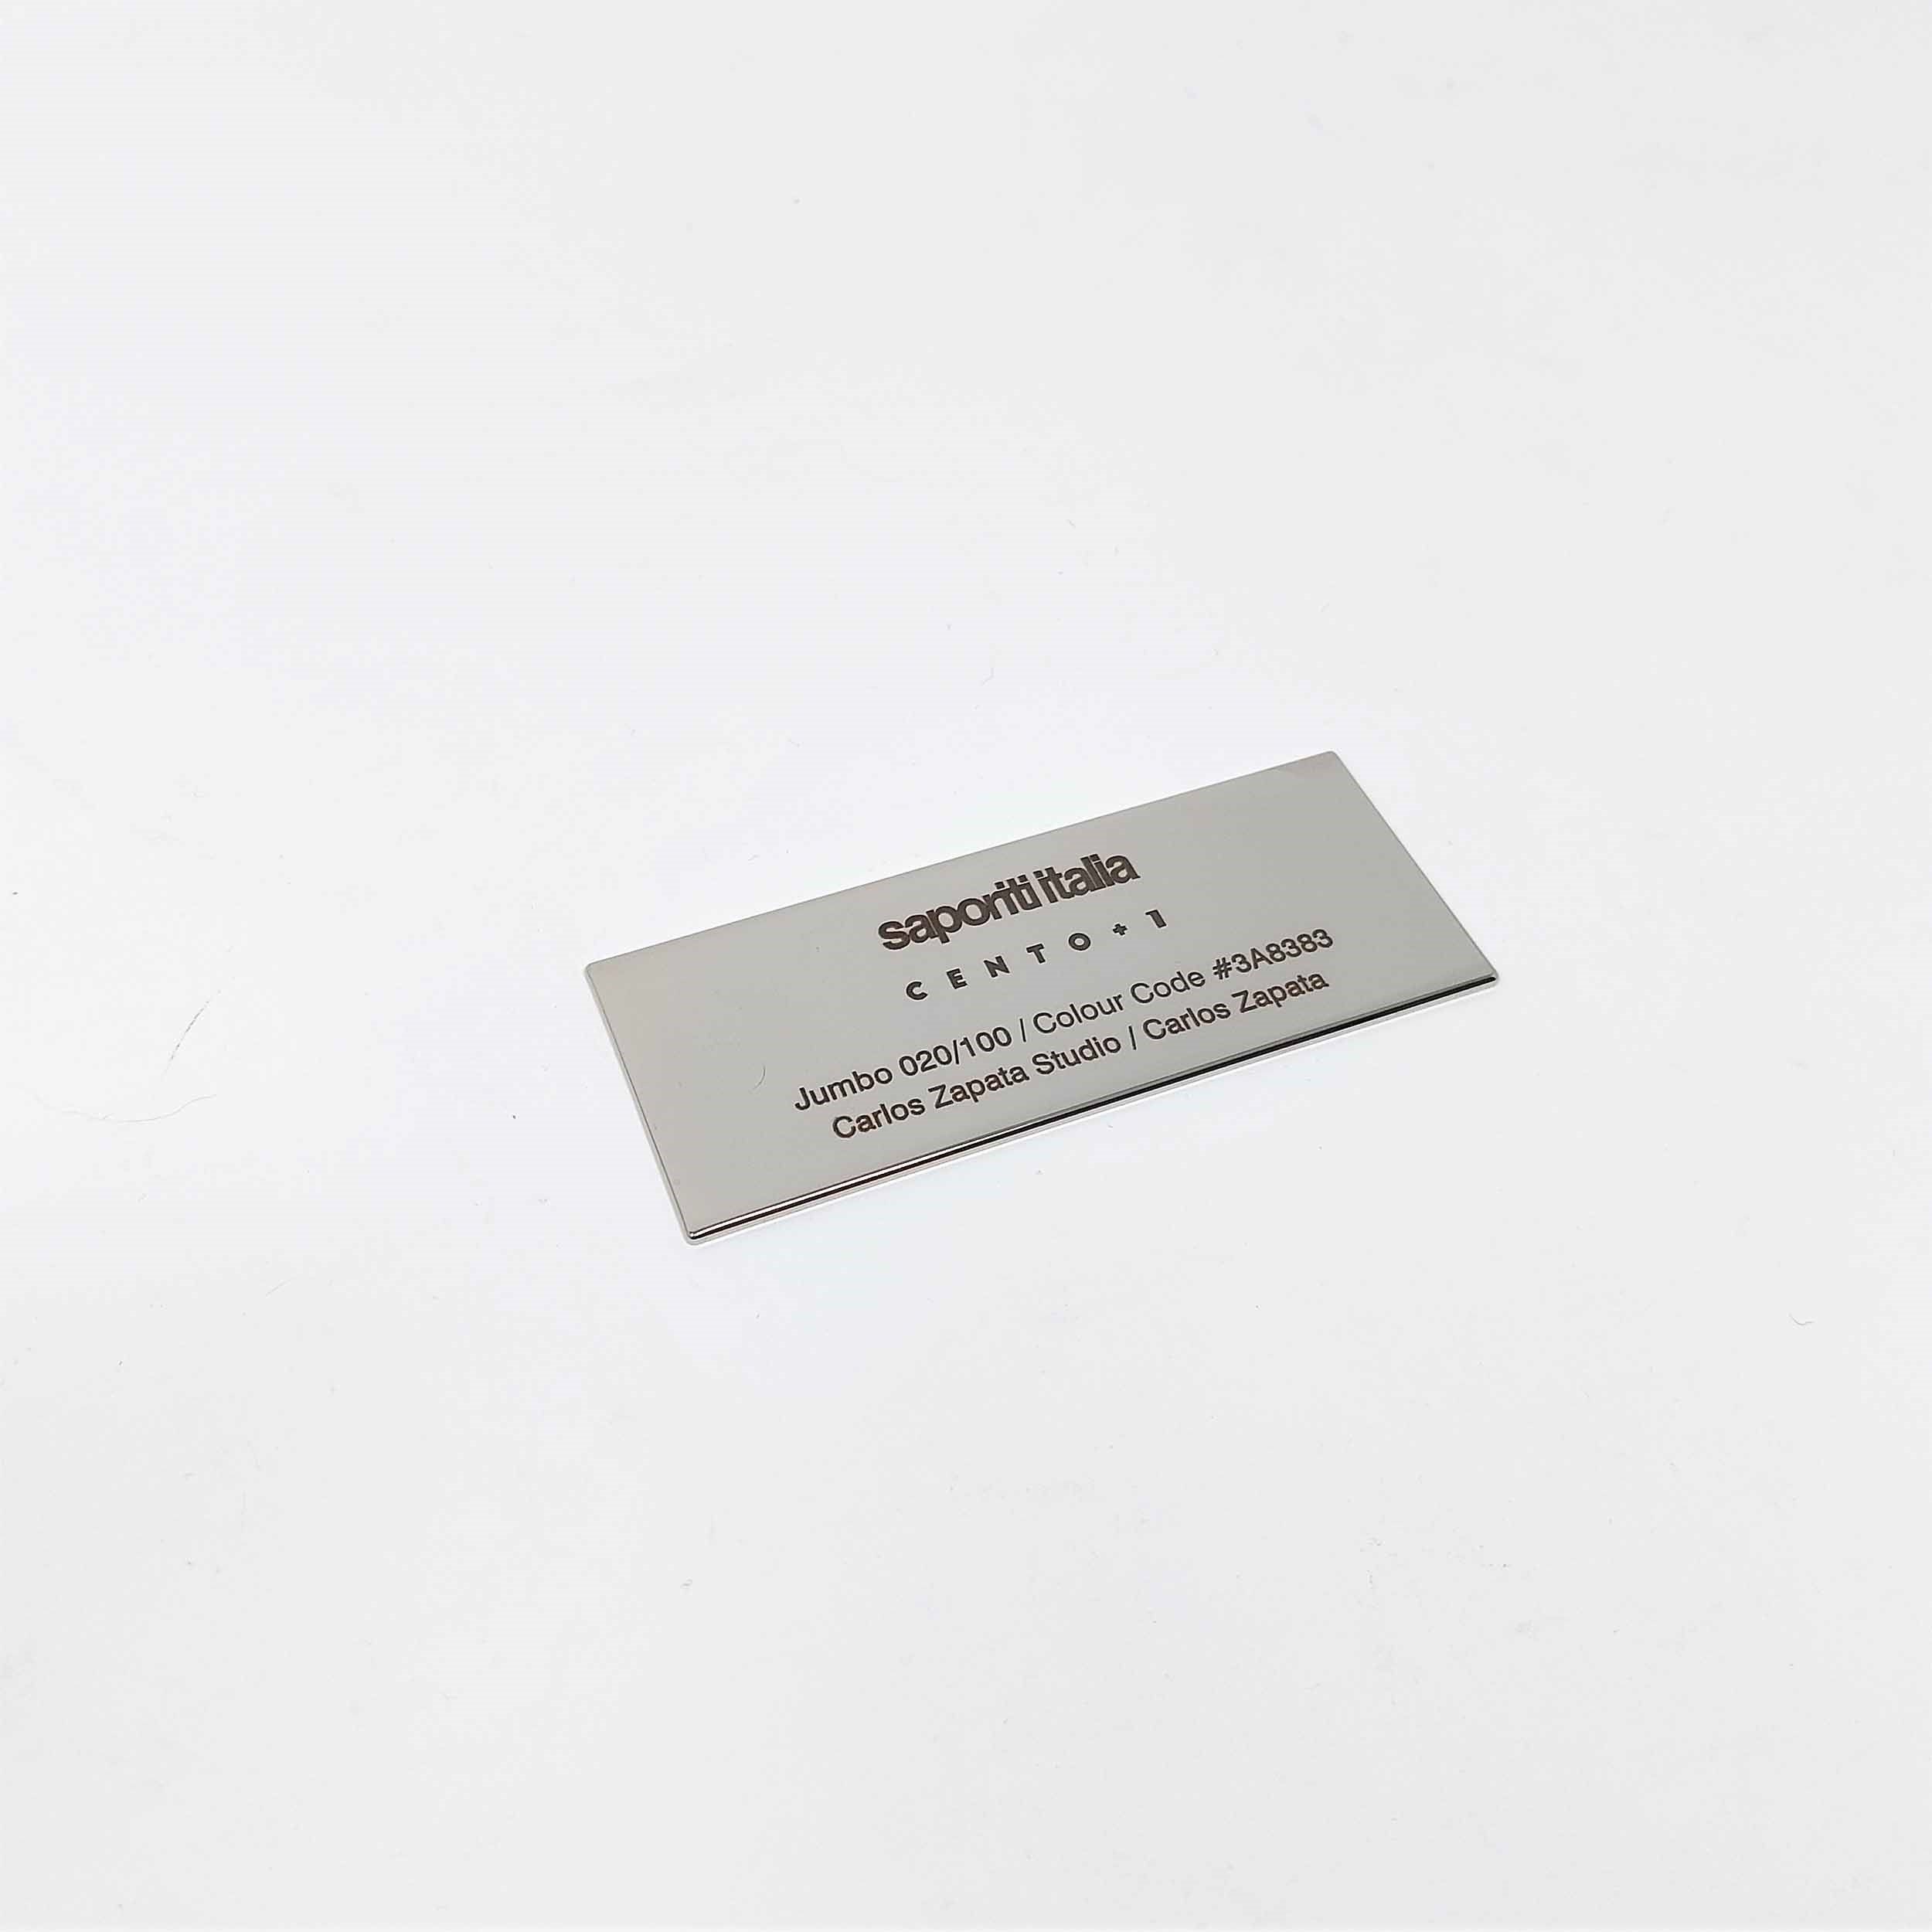 saporiti italia
CENTO+1
Jumbo 020/100 / Colour Code #3A8383
Carlos Zapata Studio / Carlos Zapata